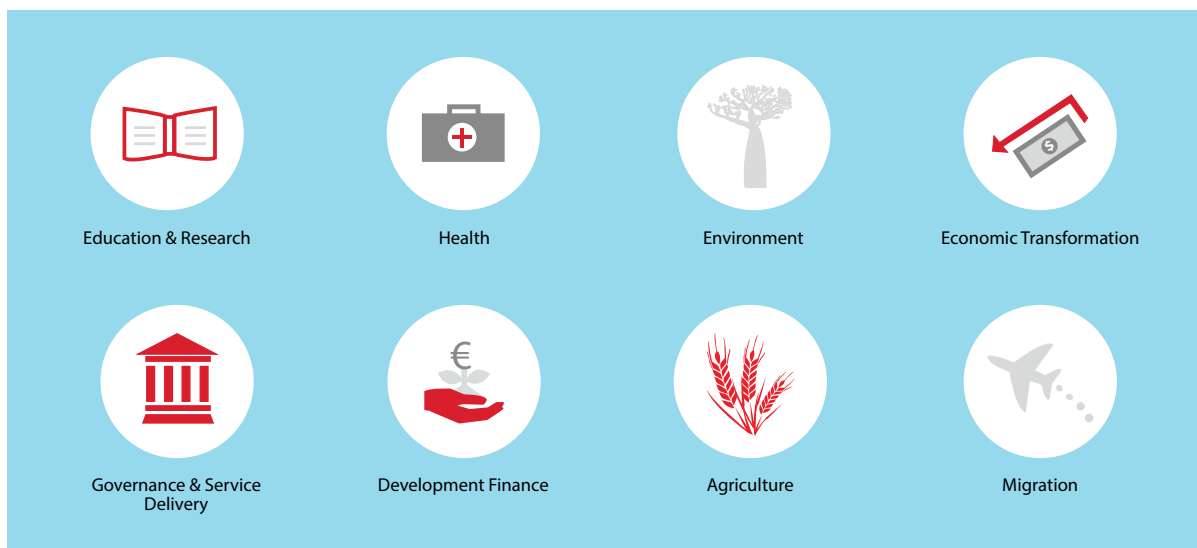 Education & Research
Health
Environment
$
Economic Transformation
€
Governance & Service
Delivery
Development Finance
Agriculture
Migration